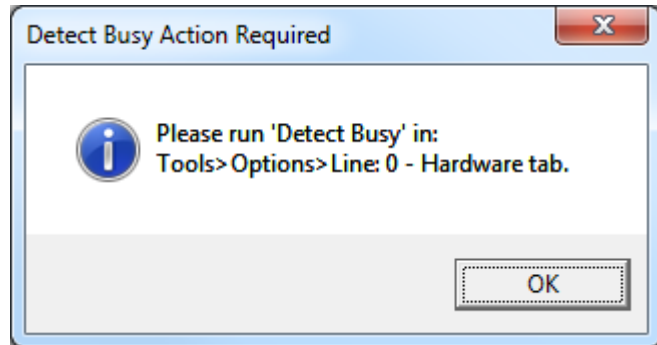 Detect Busy Action Required
Please run 'Detect Busy' in:
Tools>Options>Line: 0 - Hardware tab.
OK